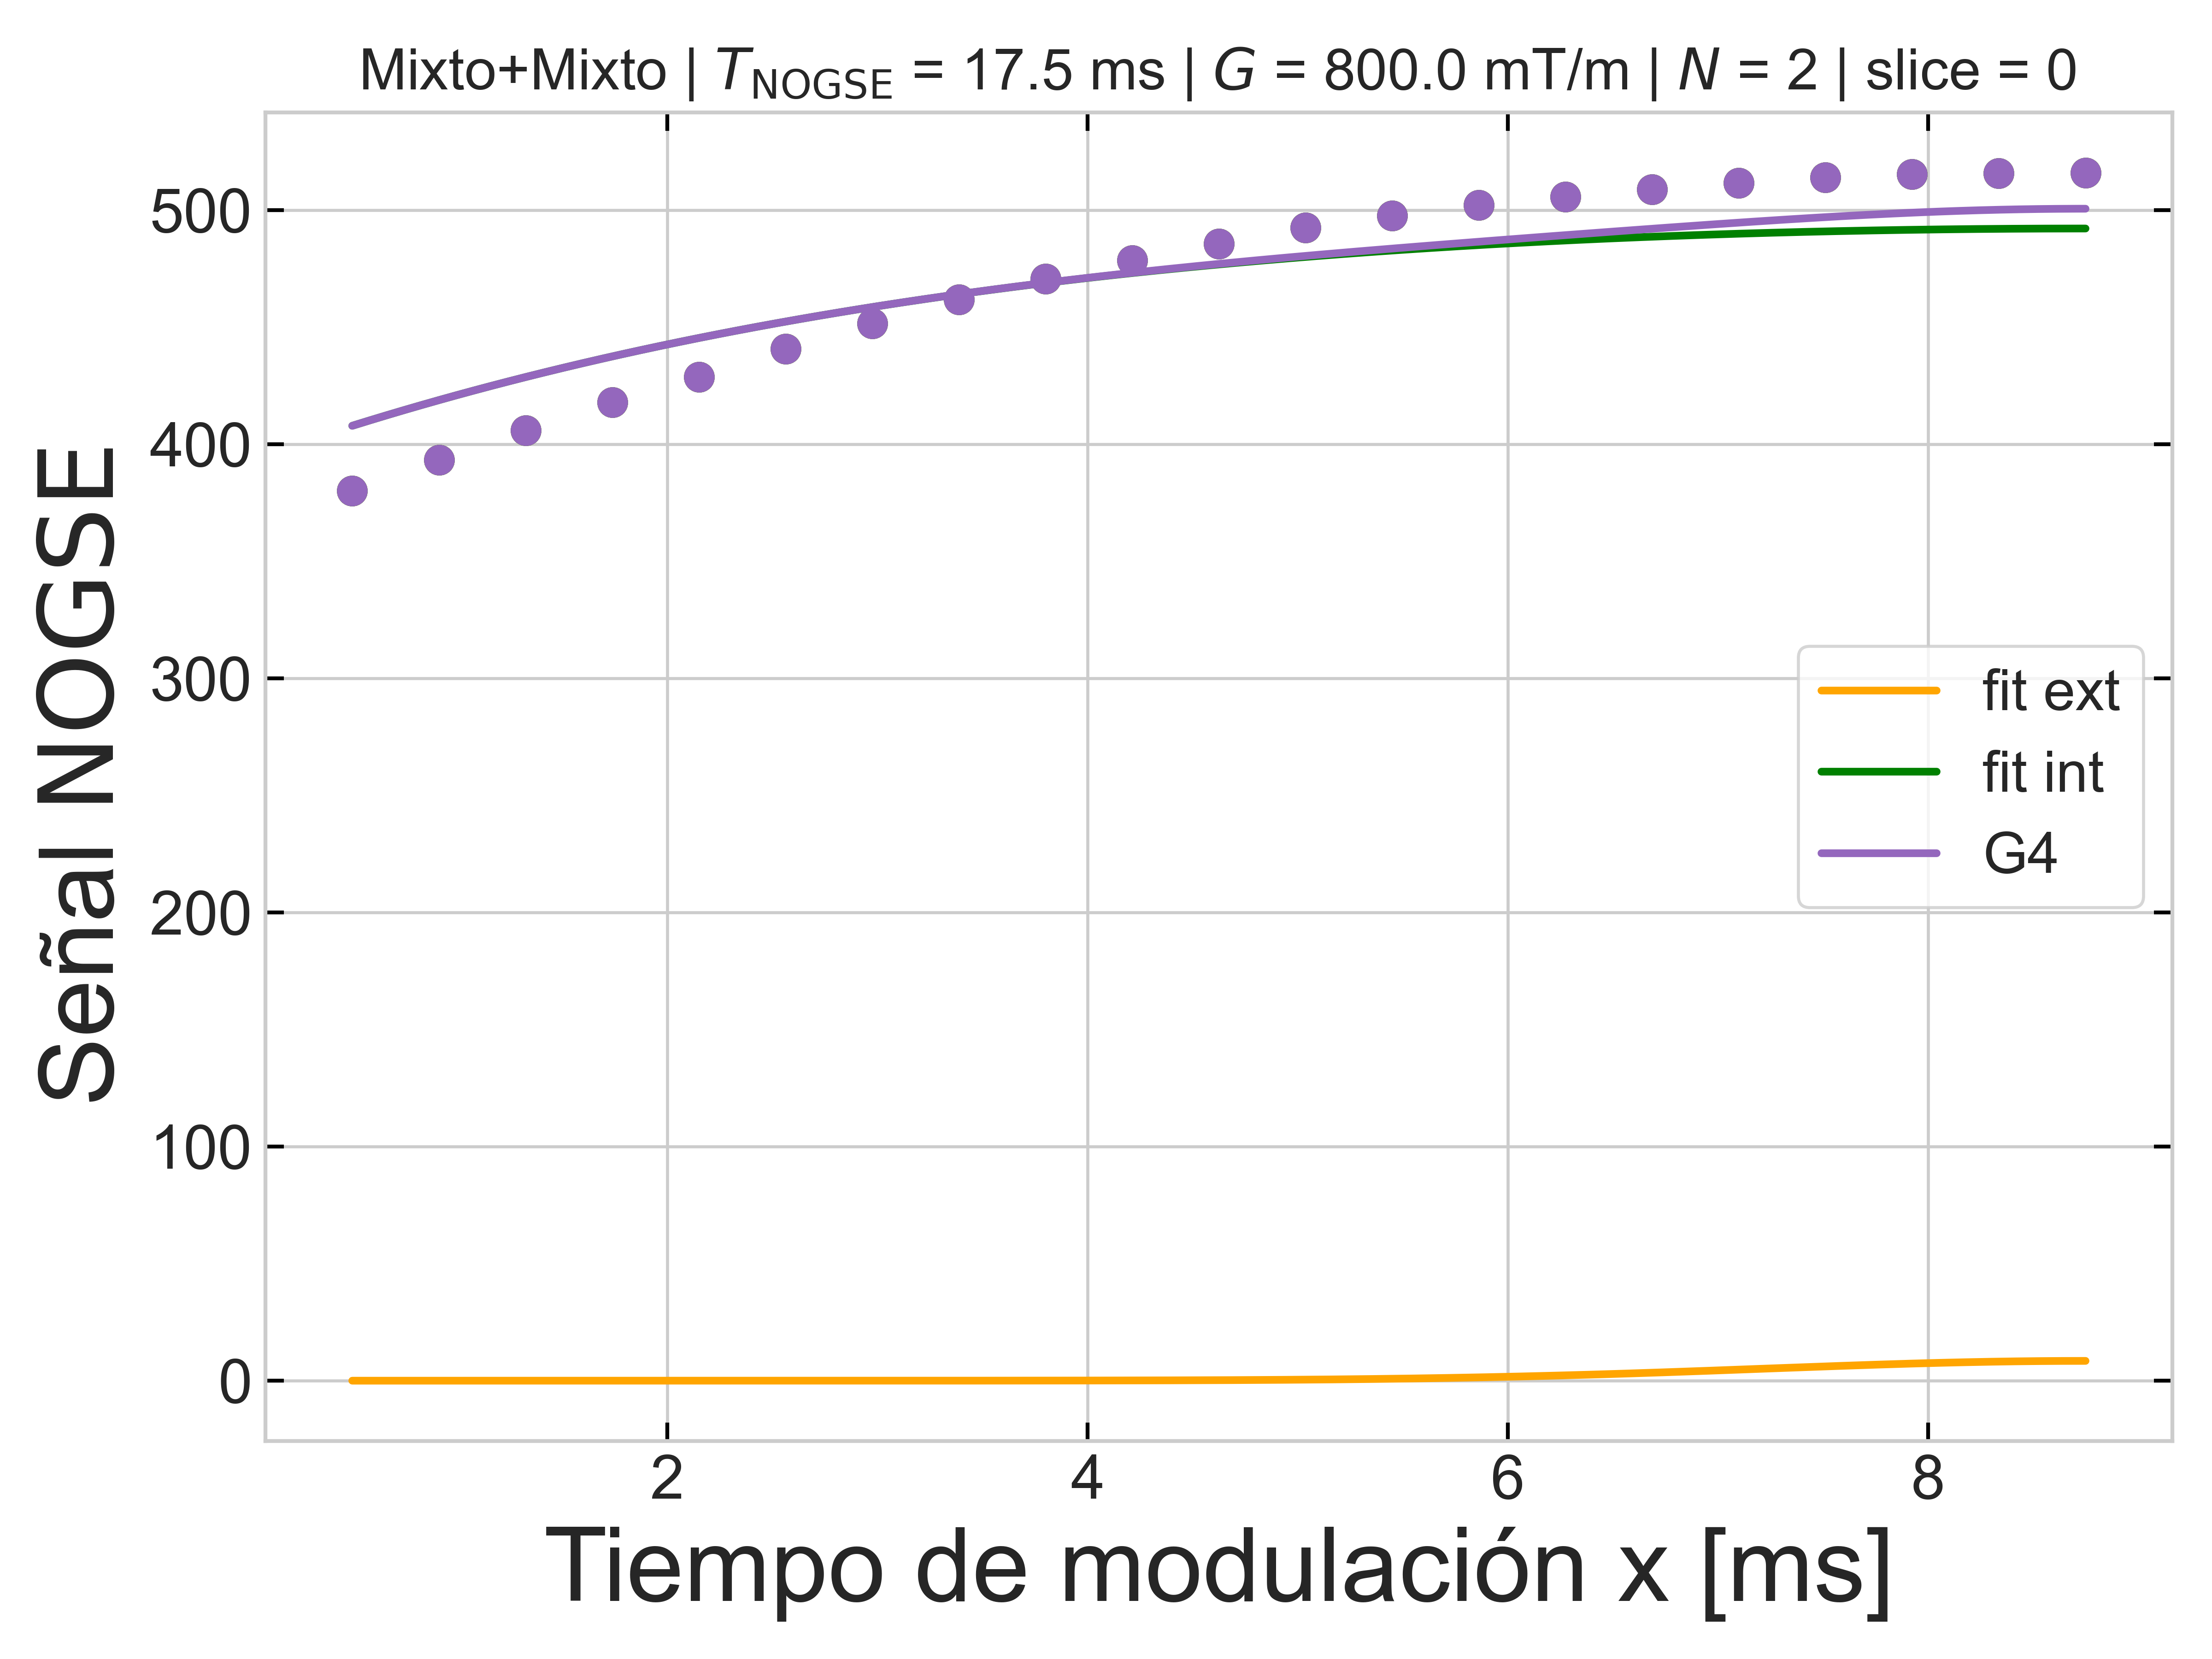 Mixto+Mixto | T_NOGSE = 17.5 ms | G = 800.0 mT/m | N = 2 | slice = 0
Señal NOGSE
500
400
300
200
100
0
fit ext
fit int
G4
2 4 6 8
Tiempo de modulación x [ms]